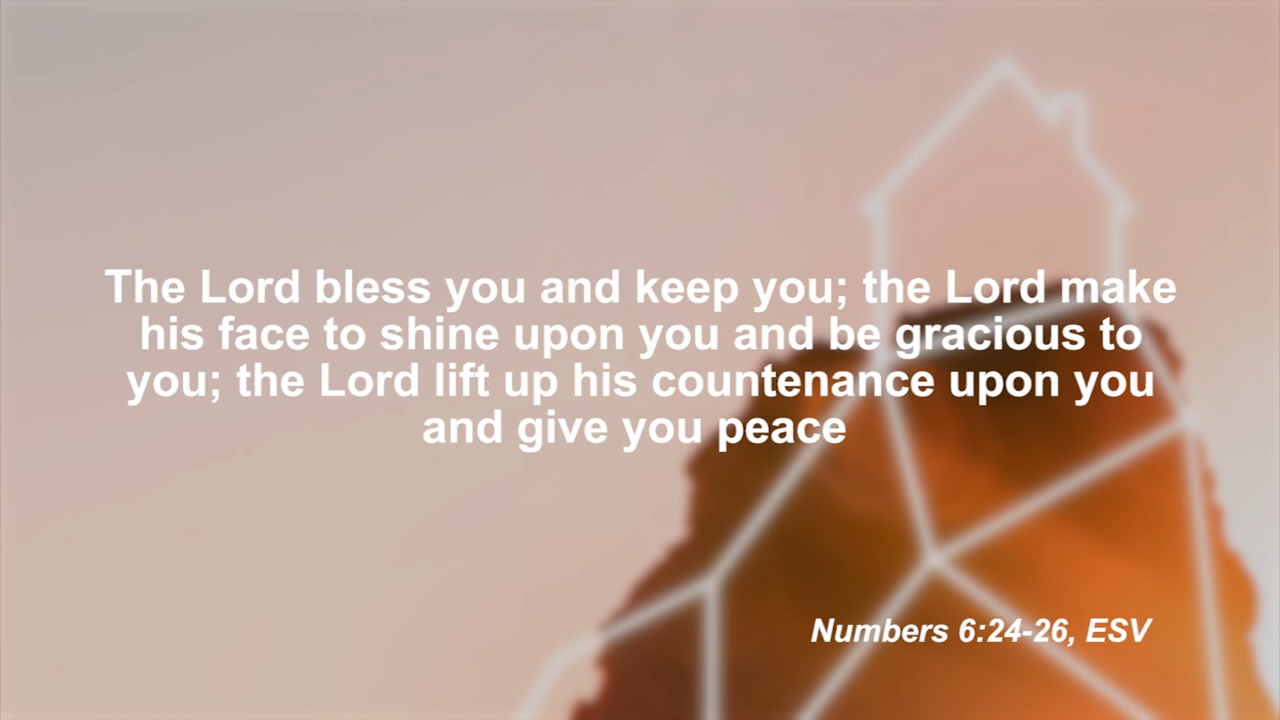 The Lord bless you and keep you; the Lord make
his face to shine upon you and be gracious to
you; the Lord lift up his countenance upon you
and give you peace
Numbers 6:24-26, ESV